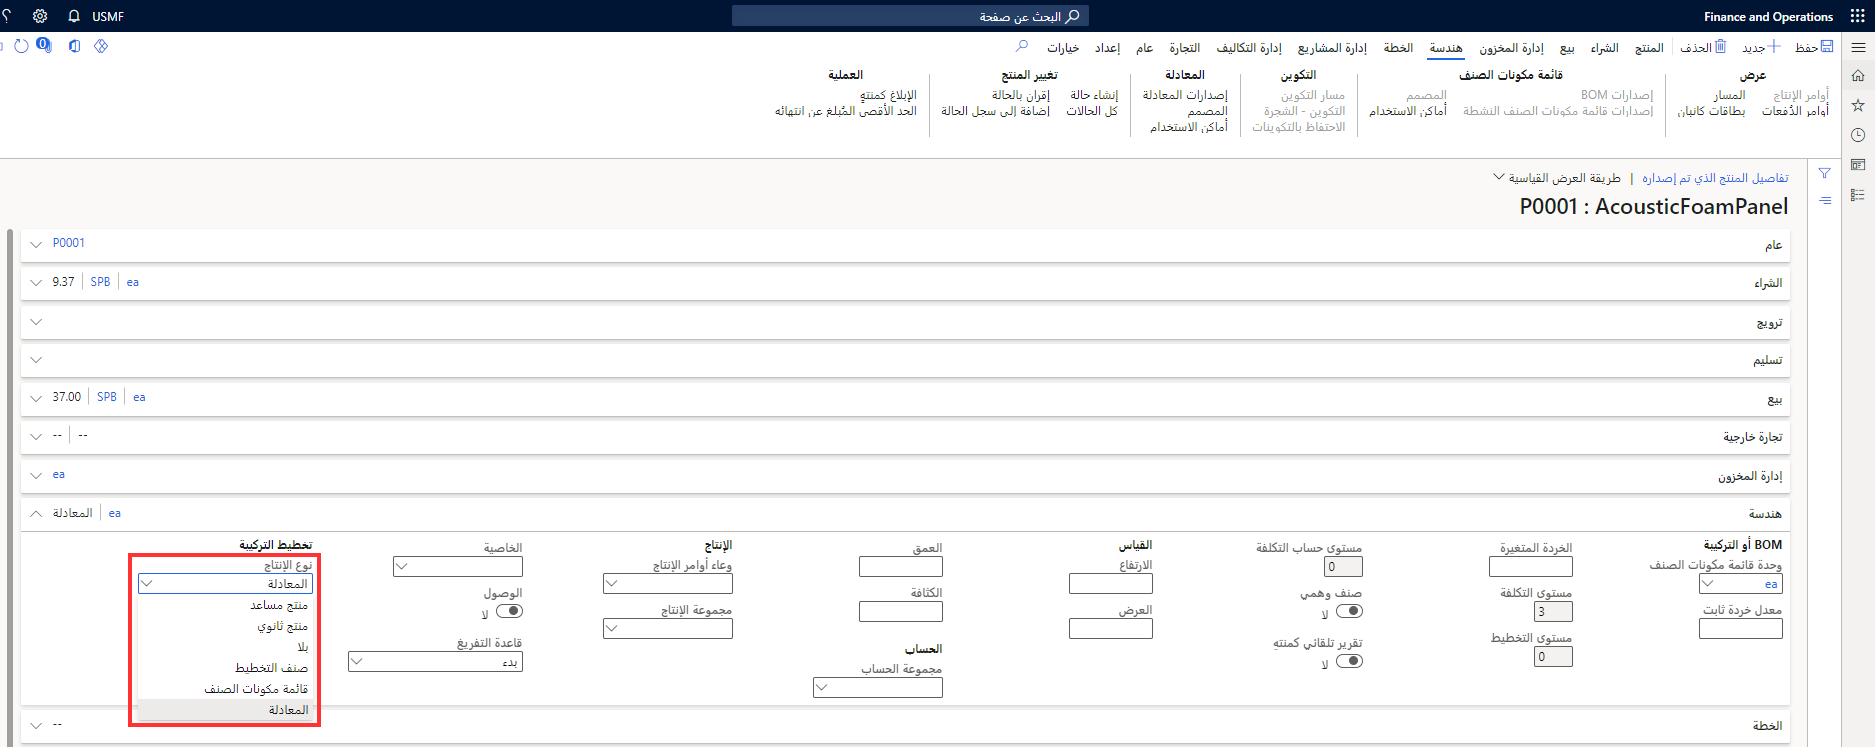 Finance and Operations
البحث عن صفحة
USMF
حفظ
جديد
الحذف
المنتج
الشراء
بيع
إدارة المخزون
هندسة
الخطة
إدارة المشاريع
إدارة التكاليف
التجارة
عام
إعداد
خيارات
0
عرض
أوامر الإنتاج
المسار
أوامر الدُفعات
بطاقات كانبان
قائمة مكونات الصنف
إصدارات BOM
المصمم
إصدارات قائمة مكونات الصنف النشطة
أماكن الاستخدام
التكوين
مسار التكوين
التكوين - الشجرة
الاحتفاظ بالتكوينات
المعادلة
إصدارات المعادلة
المصمم
أماكن الاستخدام
تغيير المنتج
إنشاء حالة
إقران بالحالة
كل الحالات
إضافة إلى سجل الحالة
العملية
الإبلاغ كمنتهٍ
الحد الأقصى المُبلغ عن انتهائه
تفاصيل المنتج الذي تم إصداره | طريقة العرض القياسية
P0001 : AcousticFoamPanel
عام
P0001
الشراء
9.37 | SPB | ea
ترويج
تسليم
بيع
37.00 | SPB | ea
تجارة خارجية
-- | --
إدارة المخزون
ea
هندسة
المعادلة | ea
BOM أو التركيبة
وحدة قائمة مكونات الصنف
ea
معدل خردة ثابت
الخردة المتغيرة
مستوى التكلفة
3
مستوى التخطيط
0
مستوى حساب التكلفة
0
صنف وهمي
لا
تقرير تلقائي كمنتهٍ
لا
القياس
الارتفاع
العرض
العمق
الكثافة
الحساب
مجموعة الحساب
الإنتاج
وعاء أوامر الإنتاج
مجموعة الإنتاج
الخاصية
الوصول
لا
قاعدة التفريغ
بدء
تخطيط التركيبة
نوع الإنتاج
المعادلة
منتج مساعد
منتج ثانوي
بلا
صنف التخطيط
قائمة مكونات الصنف
المعادلة
الخطة
--